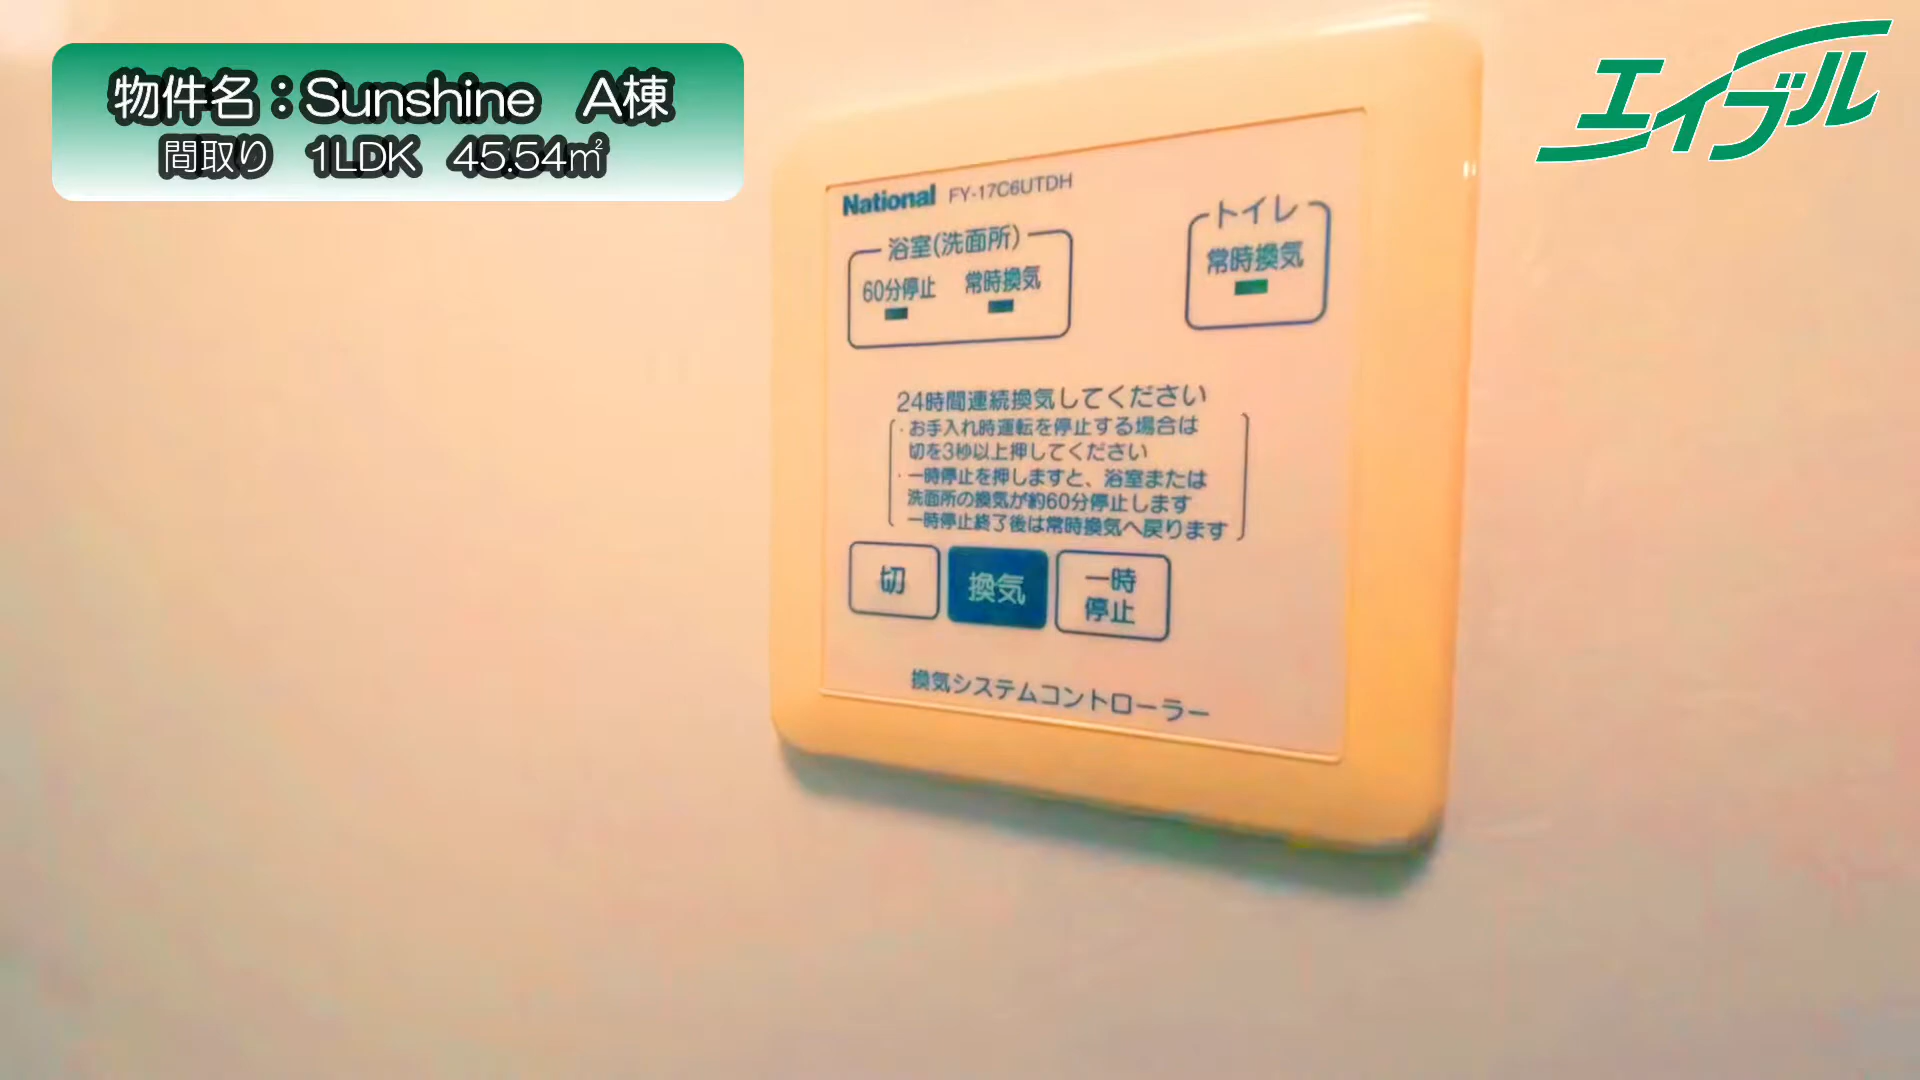 物件名：Sunshine　A棟
間取り　1LDK　45.54㎡
エイブル
National FY-17C6UTDH
浴室(洗面所)
60分停止 常時換気
トイレ
常時換気
24時間連続換気してください
・お手入れ時運転を停止する場合は
切を3秒以上押してください
・一時停止を押しますと、浴室または
洗面所の換気が約60分停止します
一時停止終了後は常時換気へ戻ります
切 換気 一時
停止
換気システムコントローラー